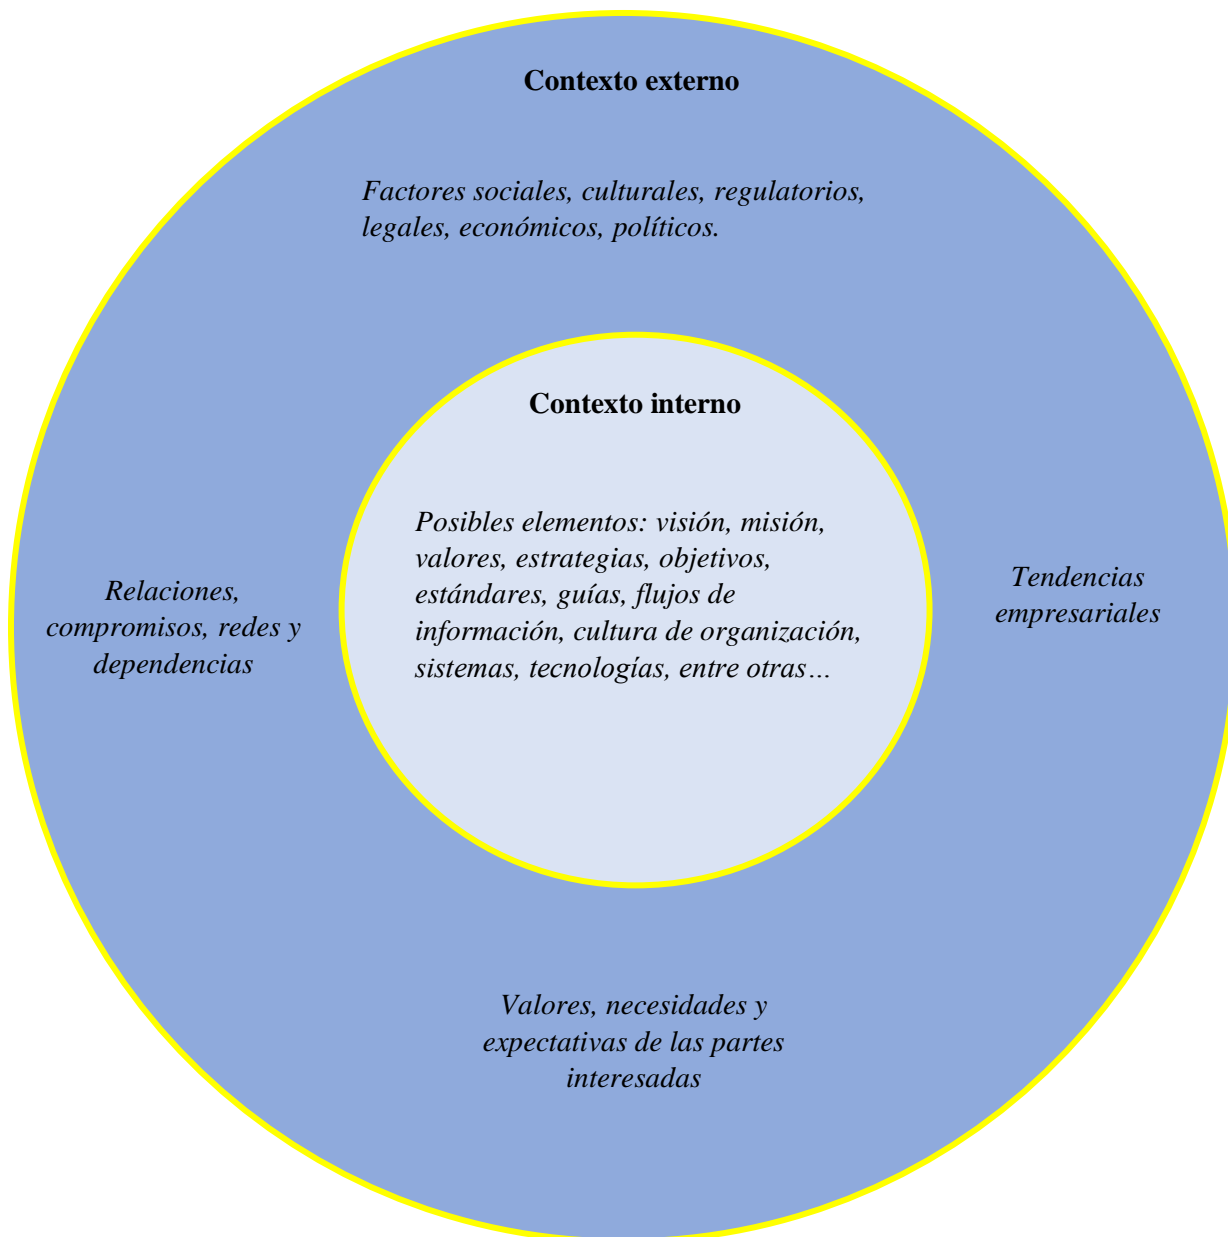 Contexto externo
Factores sociales, culturales, regulatorios,
legales, económicos, políticos.
Contexto interno
Posibles elementos: visión, misión,
valores, estrategias, objetivos,
estándares, guías, flujos de
información, cultura de organización,
sistemas, tecnologías, entre otras…
Relaciones,
compromisos, redes y
dependencias
Tendencias
empresariales
Valores, necesidades y
expectativas de las partes
interesadas